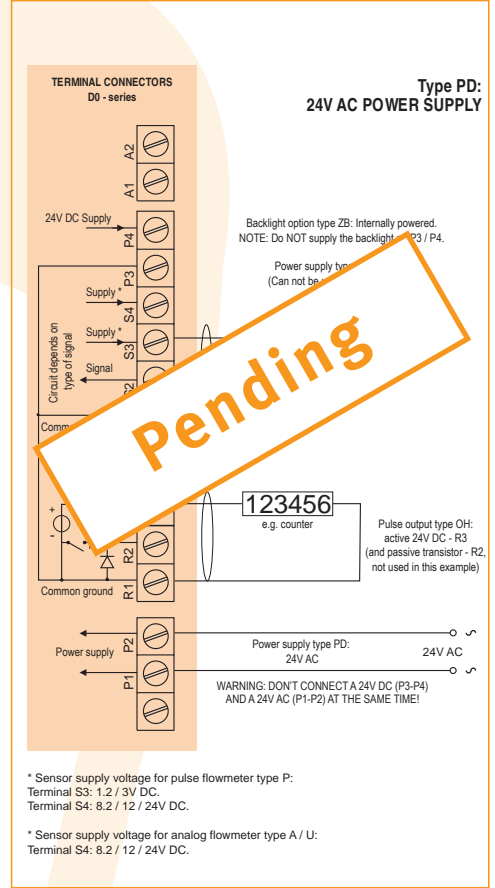 TERMINAL CONNECTORS
D0 - series
Type PD:
24V AC POWER SUPPLY
A2
A1
24V DC Supply
P4
Backlight option type ZB: Internally powered.
NOTE: Do NOT supply the backlight P3 / P4.
P3
Power supply type
(Can not be
Supply *
S4
Supply *
S3
Circuit depends on
type of signal
Signal
S2
Comm
Pending
+
-
123456
e.g. counter
R2
Pulse output type OH:
active 24V DC - R3
(and passive transistor - R2,
not used in this example)
Common ground
R1
P2
Power supply
Power supply type PD:
24V AC
24V AC
P1
WARNING: DON'T CONNECT A 24V DC (P3-P4)
AND A 24V AC (P1-P2) AT THE SAME TIME!
* Sensor supply voltage for pulse flowmeter type P:
Terminal S3: 1.2 / 3V DC.
Terminal S4: 8.2 / 12 / 24V DC.
* Sensor supply voltage for analog flowmeter type A / U:
Terminal S4: 8.2 / 12 / 24V DC.